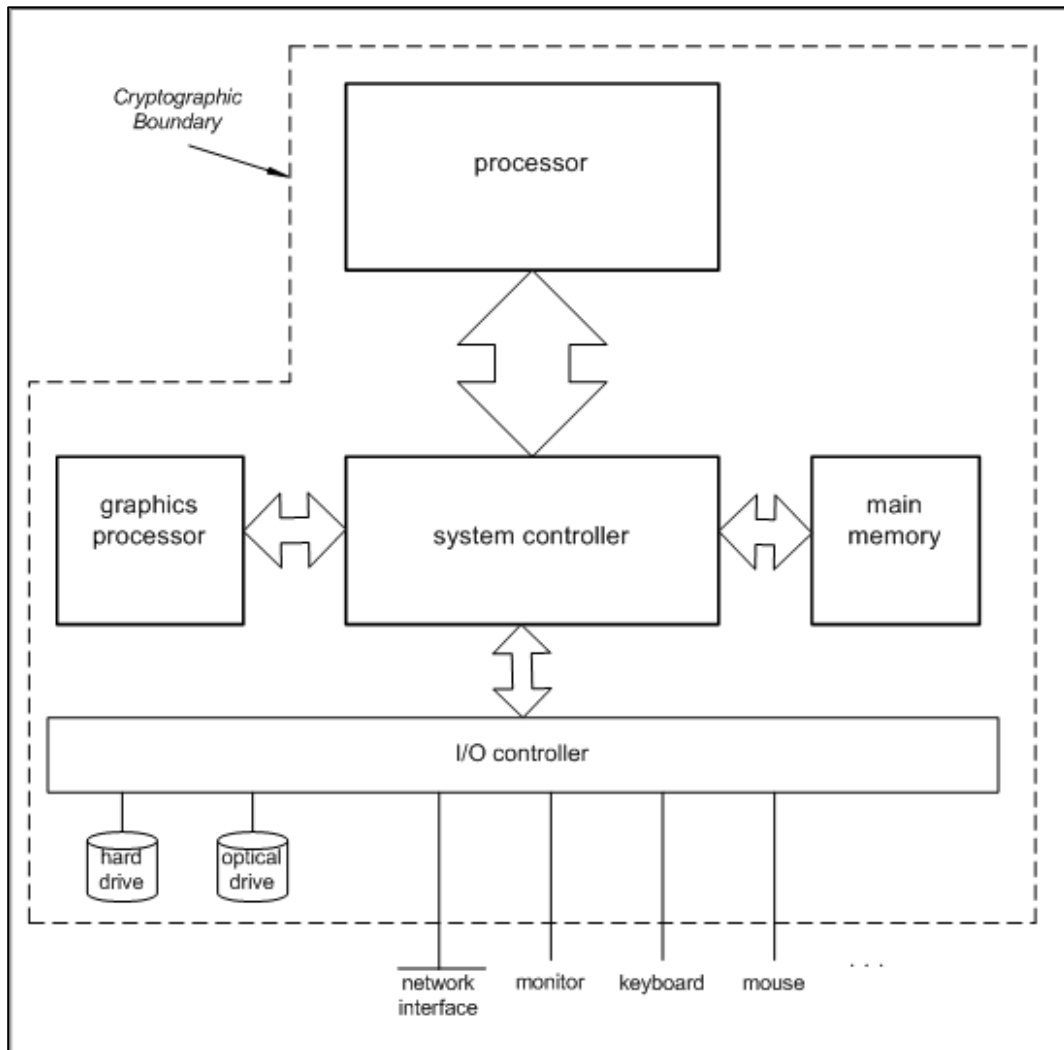 Cryptographic
Boundary
processor
graphics
processor
system controller
main
memory
I/O controller
hard
drive
optical
drive
network
interface
monitor
keyboard
mouse
. . .